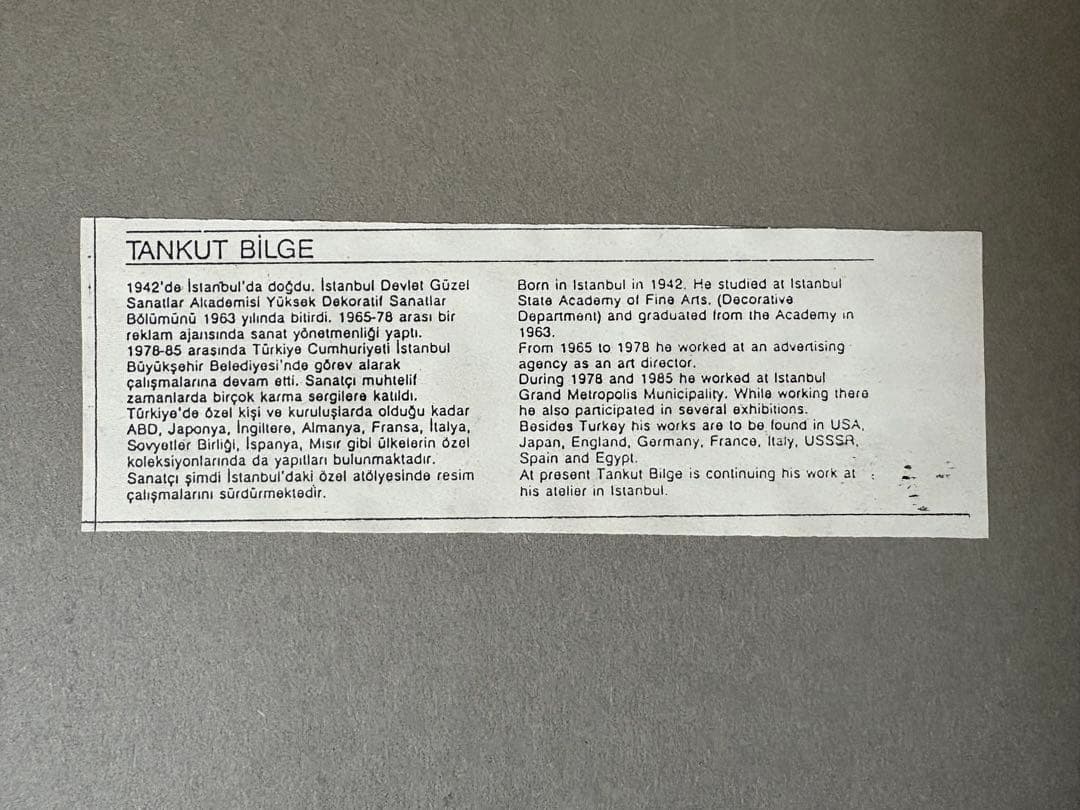 TANKUT BİLGE
1942'de İstanbul'da doğdu. İstanbul Devlet Güzel
Sanatlar Akademisi Yüksek Dekoratif Sanatlar
Bölümünü 1963 yılında bitirdi. 1965-78 arası bir
reklam ajansında sanat yönetmenliği yaptı.
1978-85 arasında Türkiye Cumhuriyeti İstanbul
Büyükşehir Belediyesi'nde görev alarak
çalışmalarına devam etti. Sanatçı muhtelif
zamanlarda birçok karma sergilere katıldı.
Türkiye'de özel kişi ve kuruluşlarda olduğu kadar
ABD, Japonya, İngiltere, Almanya, Fransa, İtalya,
Sovyetler Birliği, İspanya, Mısır gibi ülkelerin özel
koleksiyonlarında da yapıtları bulunmaktadır.
Sanatçı şimdi İstanbul'daki özel atölyesinde resim
çalışmalarını sürdürmektedir.
Born in Istanbul in 1942. He studied at Istanbul
State Academy of Fine Arts. (Decorative
Department) and graduated from the Academy in
1963.
From 1965 to 1978 he worked at an advertising
agency as an art director.
During 1978 and 1985 he worked at Istanbul
Grand Metropolis Municipality. While working there
he also participated in several exhibitions.
Besides Turkey his works are to be found in USA,
Japan, England, Germany, France, Italy, USSSR,
Spain and Egypt.
At present Tankut Bilge is continuing his work at
his atelier in Istanbul.